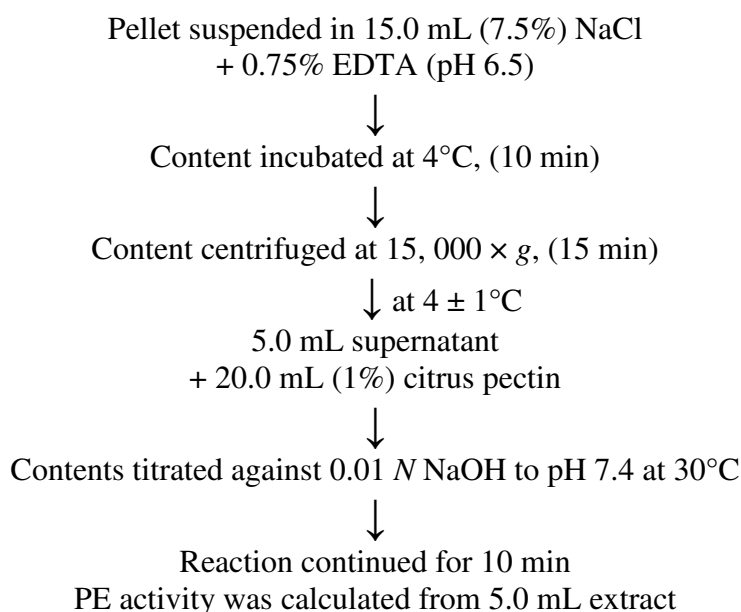 Pellet suspended in 15.0 mL (7.5%) NaCl
+ 0.75% EDTA (pH 6.5)
↓
Content incubated at 4°C, (10 min)
↓
Content centrifuged at 15, 000 × g, (15 min)
↓ at 4 ± 1°C
5.0 mL supernatant
+ 20.0 mL (1%) citrus pectin
↓
Contents titrated against 0.01 N NaOH to pH 7.4 at 30°C
↓
Reaction continued for 10 min
PE activity was calculated from 5.0 mL extract